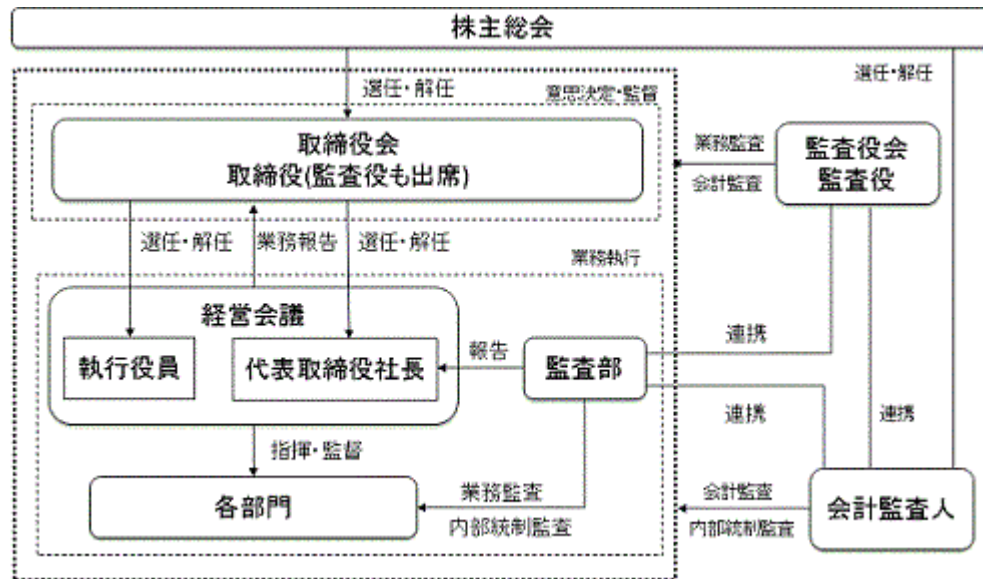 株主総会
選任・解任
選任・解任
意思決定・監督
取締役会
取締役(監査役も出席)
業務監査
会計監査
監査役会
監査役
選任・解任
業務報告
選任・解任
業務執行
経営会議
執行役員
代表取締役社長
報告
監査部
連携
連携
連携
指揮・監督
各部門
業務監査
内部統制監査
会計監査
内部統制監査
会計監査人